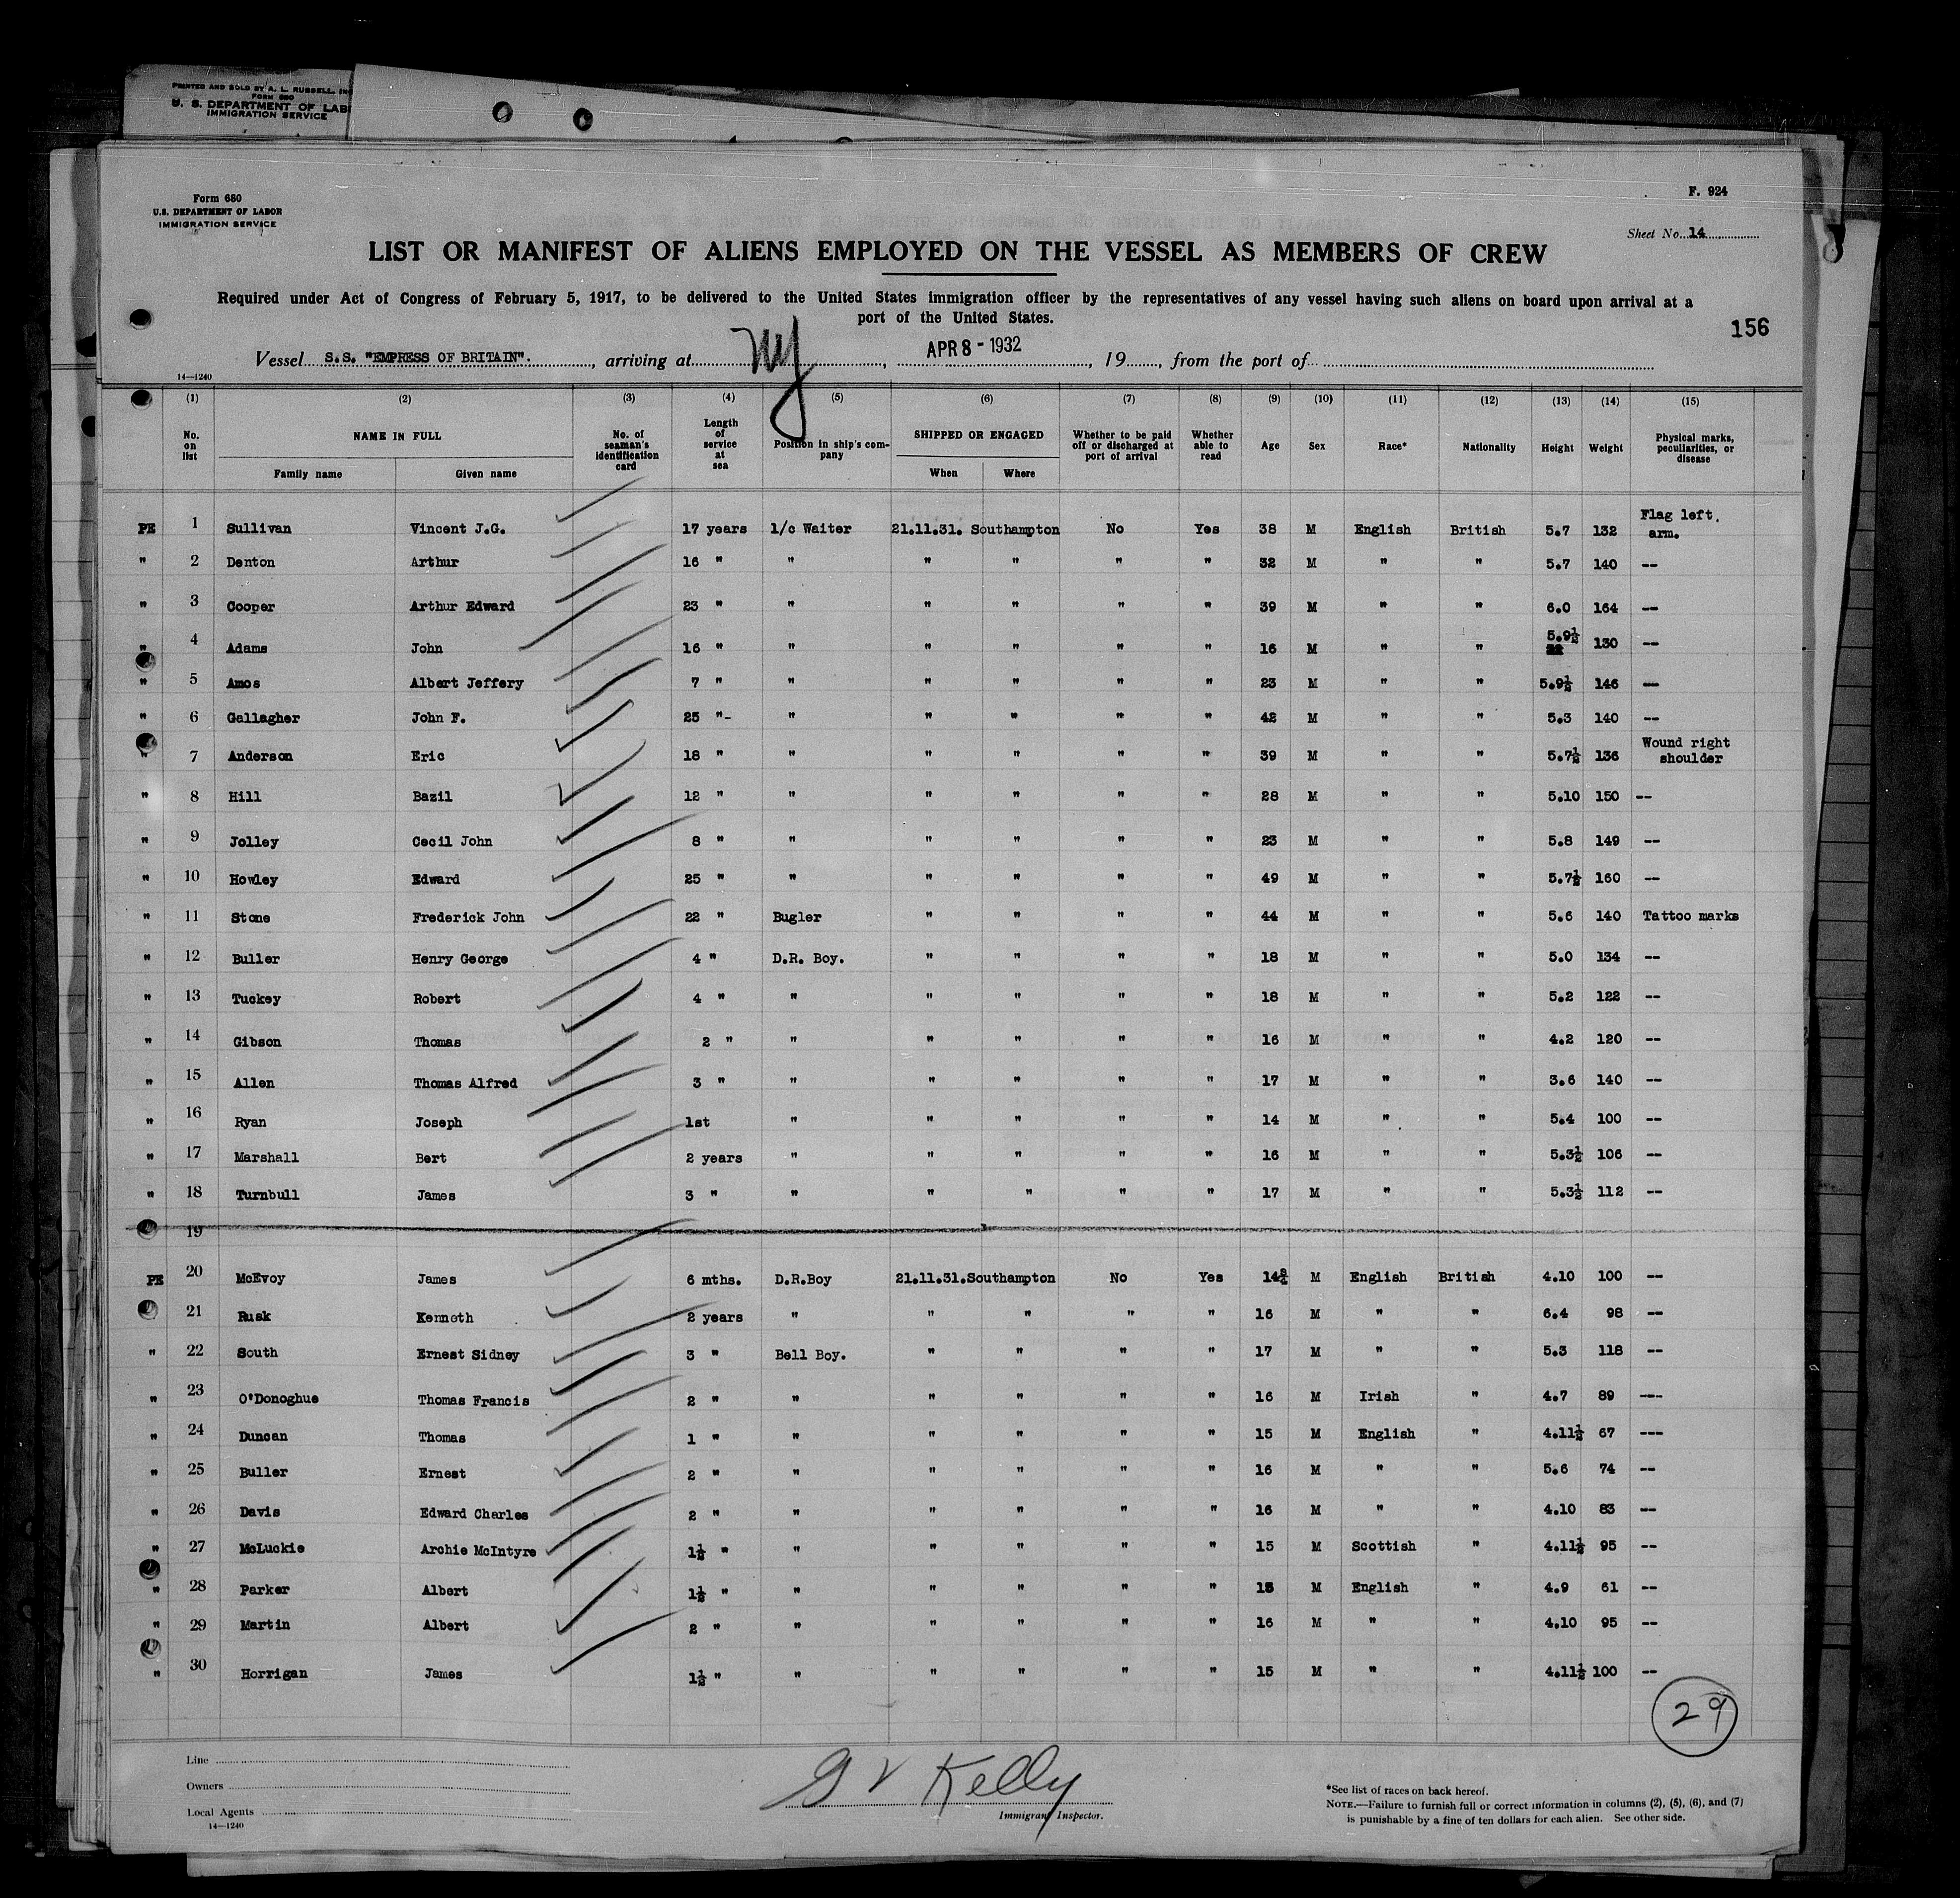 PRINTED AND SOLD BY A. L. RUSSELL, INC
FORM 680
U. S. DEPARTMENT OF LAB
IMMIGRATION SERVICE
Form 680
U.S. DEPARTMENT OF LABOR
IMMIGRATION SERVICE
F. 924
Sheet No. 14
LIST OR MANIFEST OF ALIENS EMPLOYED ON THE VESSEL AS MEMBERS OF CREW
Required under Act of Congress of February 5, 1917, to be delivered to the United States immigration officer by the representatives of any vessel having such aliens on board upon arrival at a
port of the United States.
156
Vessel S.S. "EMPRESS OF BRITAIN"., arriving at NY, APR 8 - 1932, 19, from the port of
14—1240
(1) (2) (3) (4) (5) (6) (7) (8) (9) (10) (11) (12) (13) (14) (15)
No. on list NAME IN FULL Family name Given name No. of seaman's identification card Length of service at sea Position in ship's company SHIPPED OR ENGAGED When Where Whether to be paid off or discharged at port of arrival Whether able to read Age Sex Race* Nationality Height Weight Physical marks, peculiarities, or disease
PE 1 Sullivan Vincent J.G. 17 years 1/c Waiter 21.11.31. Southampton No Yes 38 M English British 5.7 132 Flag left, arm.
" 2 Denton Arthur 16 " " " " " " 32 M " " 5.7 140 --
" 3 Cooper Arthur Edward 23 " " " " " " 39 M " " 6.0 164 --
" 4 Adams John 16 " " " " " " 16 M " " 5.9½ 130 --
" 5 Amos Albert Jeffery 7 " " " " " " 23 M " " 5.9½ 146 --
" 6 Gallagher John F. 25 "- " " " " " 42 M " " 5.3 140 --
" 7 Anderson Eric 18 " " " " " " 39 M " " 5.7½ 136 Wound right shoulder
" 8 Hill Bazil 12 " " " " " " 28 M " " 5.10 150 --
" 9 Jolley Cecil John 8 " " " " " " 23 M " " 5.8 149 --
" 10 Howley Edward 25 " " " " " " 49 M " " 5.7½ 160 --
" 11 Stone Frederick John 22 " Bugler " " " " 44 M " " 5.6 140 Tattoo marks
" 12 Buller Henry George 4 " D.R. Boy. " " " " 18 M " " 5.0 134 --
" 13 Tuckey Robert 4 " " " " " " 18 M " " 5.2 122 --
" 14 Gibson Thomas 2 " " " " " " 16 M " " 4.2 120 --
" 15 Allen Thomas Alfred 3 " " " " " " 17 M " " 3.6 140 --
" 16 Ryan Joseph 1st " " " " " 14 M " " 5.4 100 --
" 17 Marshall Bert 2 years " " " " " 16 M " " 5.3½ 106 --
" 18 Turnbull James 3 " " " " " " 17 M " " 5.3½ 112 --
19
PE 20 McEvoy James 6 mths. D.R.Boy 21.11.31.Southampton No Yes 14¾ M English British 4.10 100 --
21 Rusk Kenneth 2 years " " " " " 16 M " " 6.4 98 --
" 22 South Ernest Sidney 3 " Bell Boy. " " " " 17 M " " 5.3 118 --
" 23 O'Donoghue Thomas Francis 2 " " " " " " 16 M Irish " 4.7 89 ---
" 24 Duncan Thomas 1 " " " " " " 15 M English " 4.11½ 67 ---
" 25 Buller Ernest 2 " " " " " " 16 M " " 5.6 74 --
" 26 Davis Edward Charles 2 " " " " " " 16 M " " 4.10 83 --
" 27 McLuckie Archie McIntyre 1½ " " " " " " 15 M Scottish " 4.11½ 95 --
" 28 Parker Albert 1½ " " " " " " 15 M English " 4.9 61 --
" 29 Martin Albert 2 " " " " " " 16 M " " 4.10 95 --
" 30 Horrigan James 1½ " " " " " " 15 M " " 4.11½ 100 --
29
Line
Owners
Local Agents
14—1240
G V Kelly
Immigrant Inspector.
*See list of races on back hereof.
NOTE.—Failure to furnish full or correct information in columns (2), (5), (6), and (7)
is punishable by a fine of ten dollars for each alien. See other side.